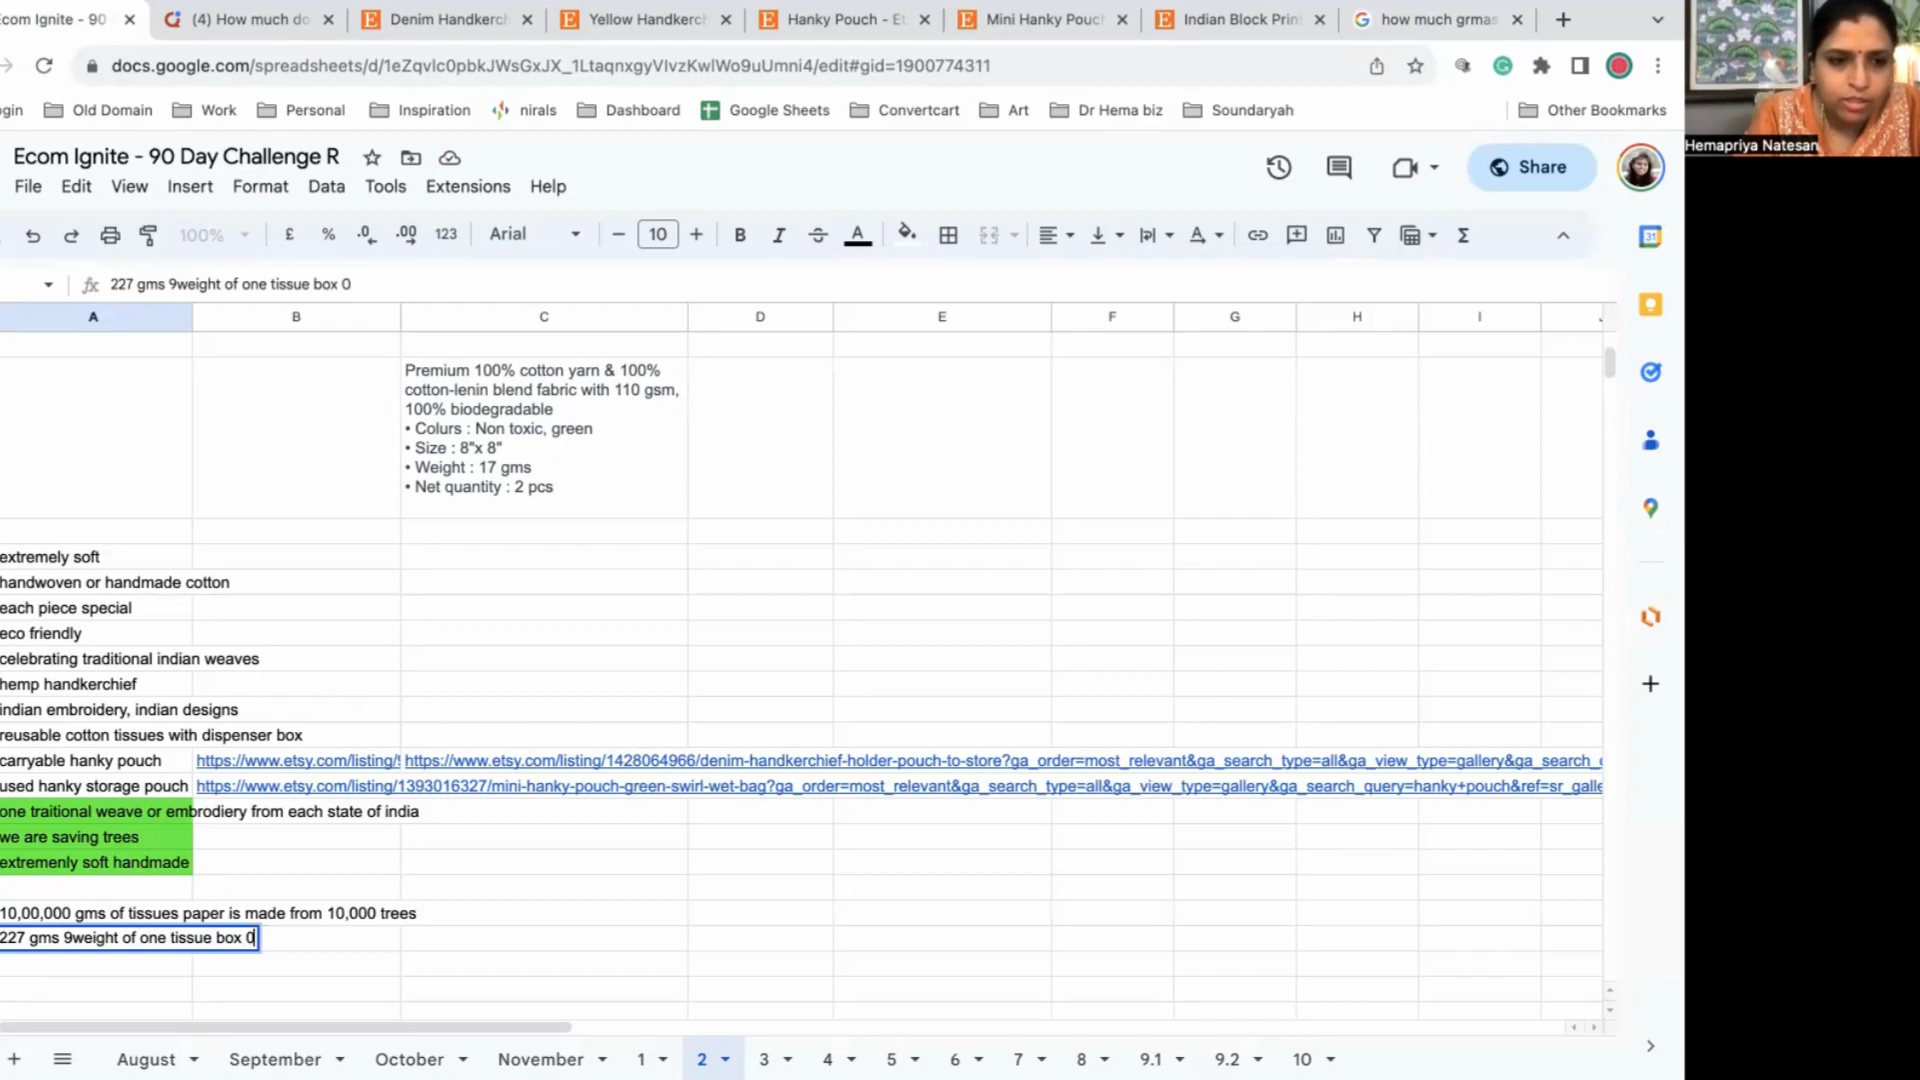 Ecom Ignite - 90
(4) How much do
Denim Handkerch
Yellow Handkerc
Hanky Pouch - Et
Mini Hanky Pouc
Indian Block Prin
how much grmas
docs.google.com/spreadsheets/d/1eZqvlc0pbkJWsGxJX_1LtaqnxgyVIvzKwlWo9uUmni4/edit#gid=1900774311
gin
Old Domain
Work
Personal
Inspiration
nirals
Dashboard
Google Sheets
Convertcart
Art
Dr Hema biz
Soundaryah
Other Bookmarks
Hemapriya Natesan
Ecom Ignite - 90 Day Challenge R
Share
File Edit View Insert Format Data Tools Extensions Help
100% £ % .0 .00 123 Arial 10 B I A Σ
31
fx 227 gms 9weight of one tissue box 0
A B C D E F G H I
Premium 100% cotton yarn & 100%
cotton-lenin blend fabric with 110 gsm,
100% biodegradable
• Colurs : Non toxic, green
• Size : 8"x 8"
• Weight : 17 gms
• Net quantity : 2 pcs
extremely soft
handwoven or handmade cotton
each piece special
eco friendly
celebrating traditional indian weaves
hemp handkerchief
indian embroidery, indian designs
reusable cotton tissues with dispenser box
carryable hanky pouch https://www.etsy.com/listing/ https://www.etsy.com/listing/1428064966/denim-handkerchief-holder-pouch-to-store?ga_order=most_relevant&ga_search_type=all&ga_view_type=gallery&ga_search_
used hanky storage pouch https://www.etsy.com/listing/1393016327/mini-hanky-pouch-green-swirl-wet-bag?ga_order=most_relevant&ga_search_type=all&ga_view_type=gallery&ga_search_query=hanky+pouch&ref=sr_galle
one traitional weave or embrodiery from each state of india
we are saving trees
extremenly soft handmade
10,00,000 gms of tissues paper is made from 10,000 trees
227 gms 9weight of one tissue box 0
August September October November 1 2 3 4 5 6 7 8 9.1 9.2 10